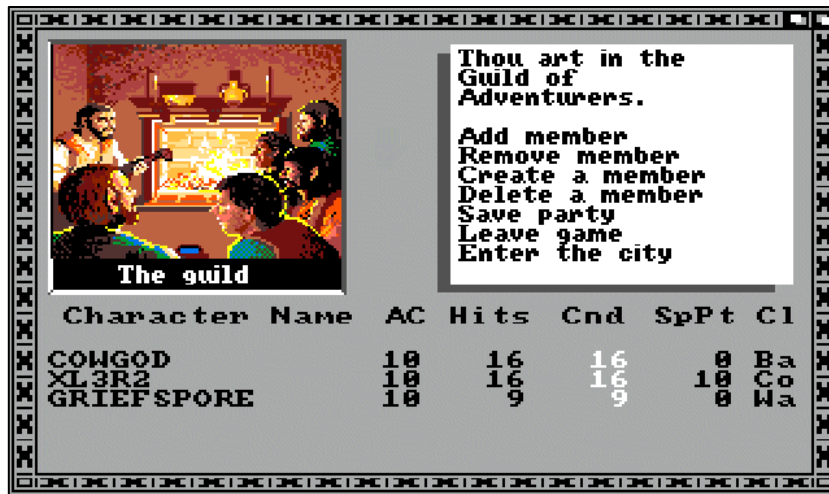 The guild
Thou art in the
Guild of
Adventurers.
Add member
Remove member
Create a member
Delete a member
Save party
Leave game
Enter the city
Character Name AC Hits Cnd SpPt Cl
COWGOD 10 16 16 0 Ba
XL3R2 10 16 16 10 Co
GRIEFSPORE 10 9 9 0 Wa